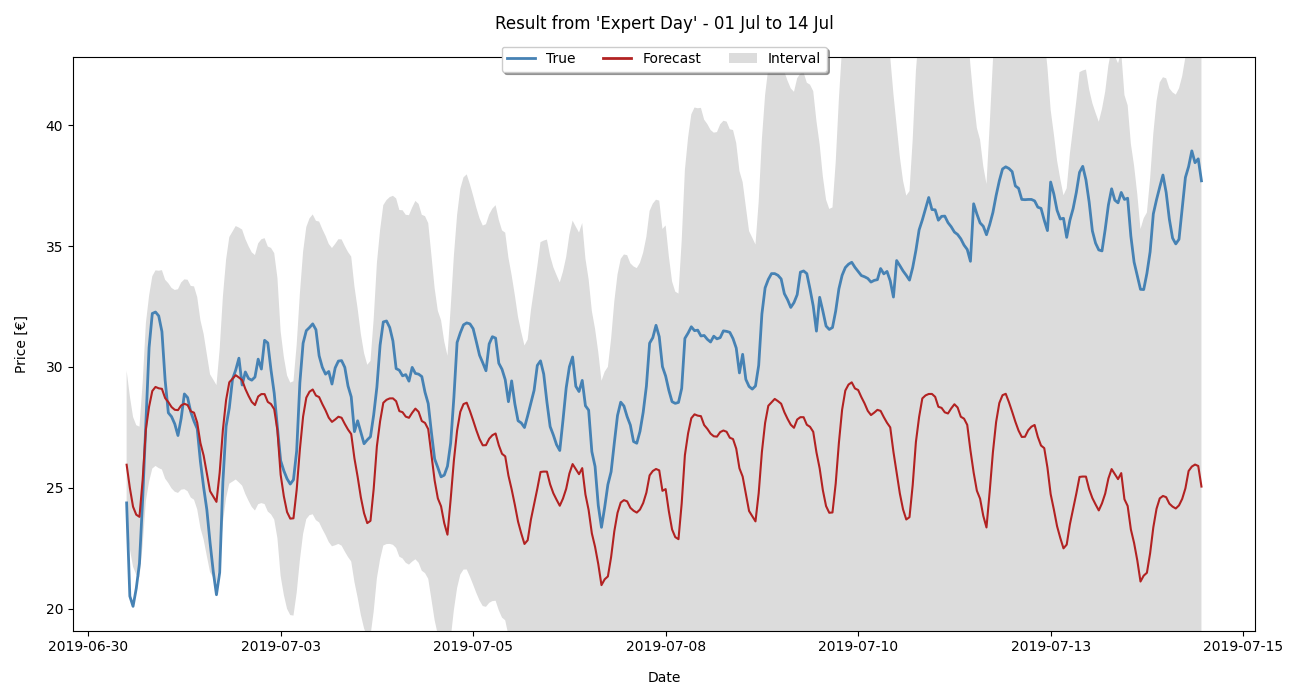 Result from 'Expert Day' - 01 Jul to 14 Jul
True Forecast Interval
40
35
30
25
20
Price [€]
2019-06-30 2019-07-03 2019-07-05 2019-07-08 2019-07-10 2019-07-13 2019-07-15
Date